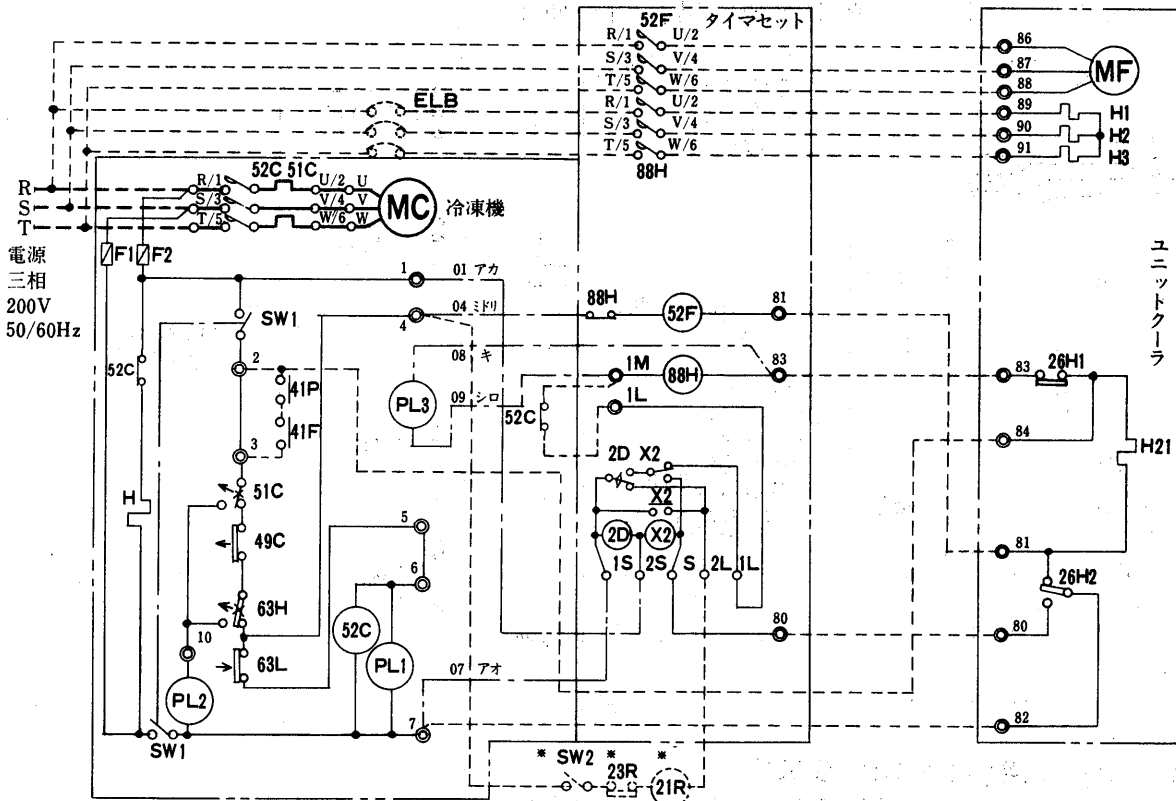 52F タイマセット
R/1 U/2
S/3 V/4
T/5 W/6
R/1 U/2
S/3 V/4
T/5 W/6
88H
ELB
86
87
88
89
90
91
MF
H1
H2
H3
R
S
T
電源
三相
200V
50/60Hz
52C 51C
R/1 U/2 U
S/3 V/4 V
T/5 W/6 W
MC 冷凍機
F1 F2
1 01 アカ
4 04 ミドリ
08 キ
09 シロ
SW1
2
52C
41P
41F
3
PL3
51C
H
49C
5
6
63H
10
52C
63L
PL1
PL2
07 アオ
7
SW1
88H 52F 81
1M 88H 83
1L
52C
2D X2
X2
2D X2
1S 2S S 2L 1L
80
* SW2 * 23R * 21R
ユニットクーラ
83 26H1
84
H21
81
26H2
80
82